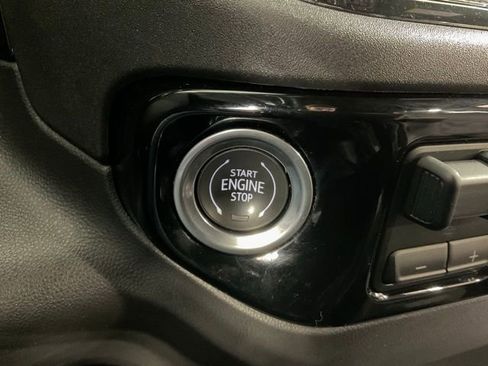 START
ENGINE
STOP
− +